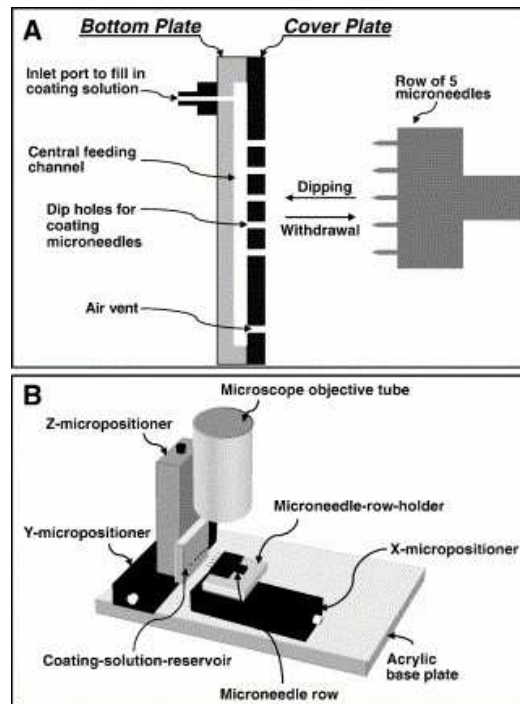 A
Bottom Plate
Cover Plate
Inlet port to fill in
coating solution
Row of 5
microneedles
Central feeding
channel
Dipping
Dip holes for
coating
microneedles
Withdrawal
Air vent
B
Microscope objective tube
Z-micropositioner
Microneedle-row-holder
Y-micropositioner
X-micropositioner
Coating-solution-reservoir
Acrylic
base plate
Microneedle row